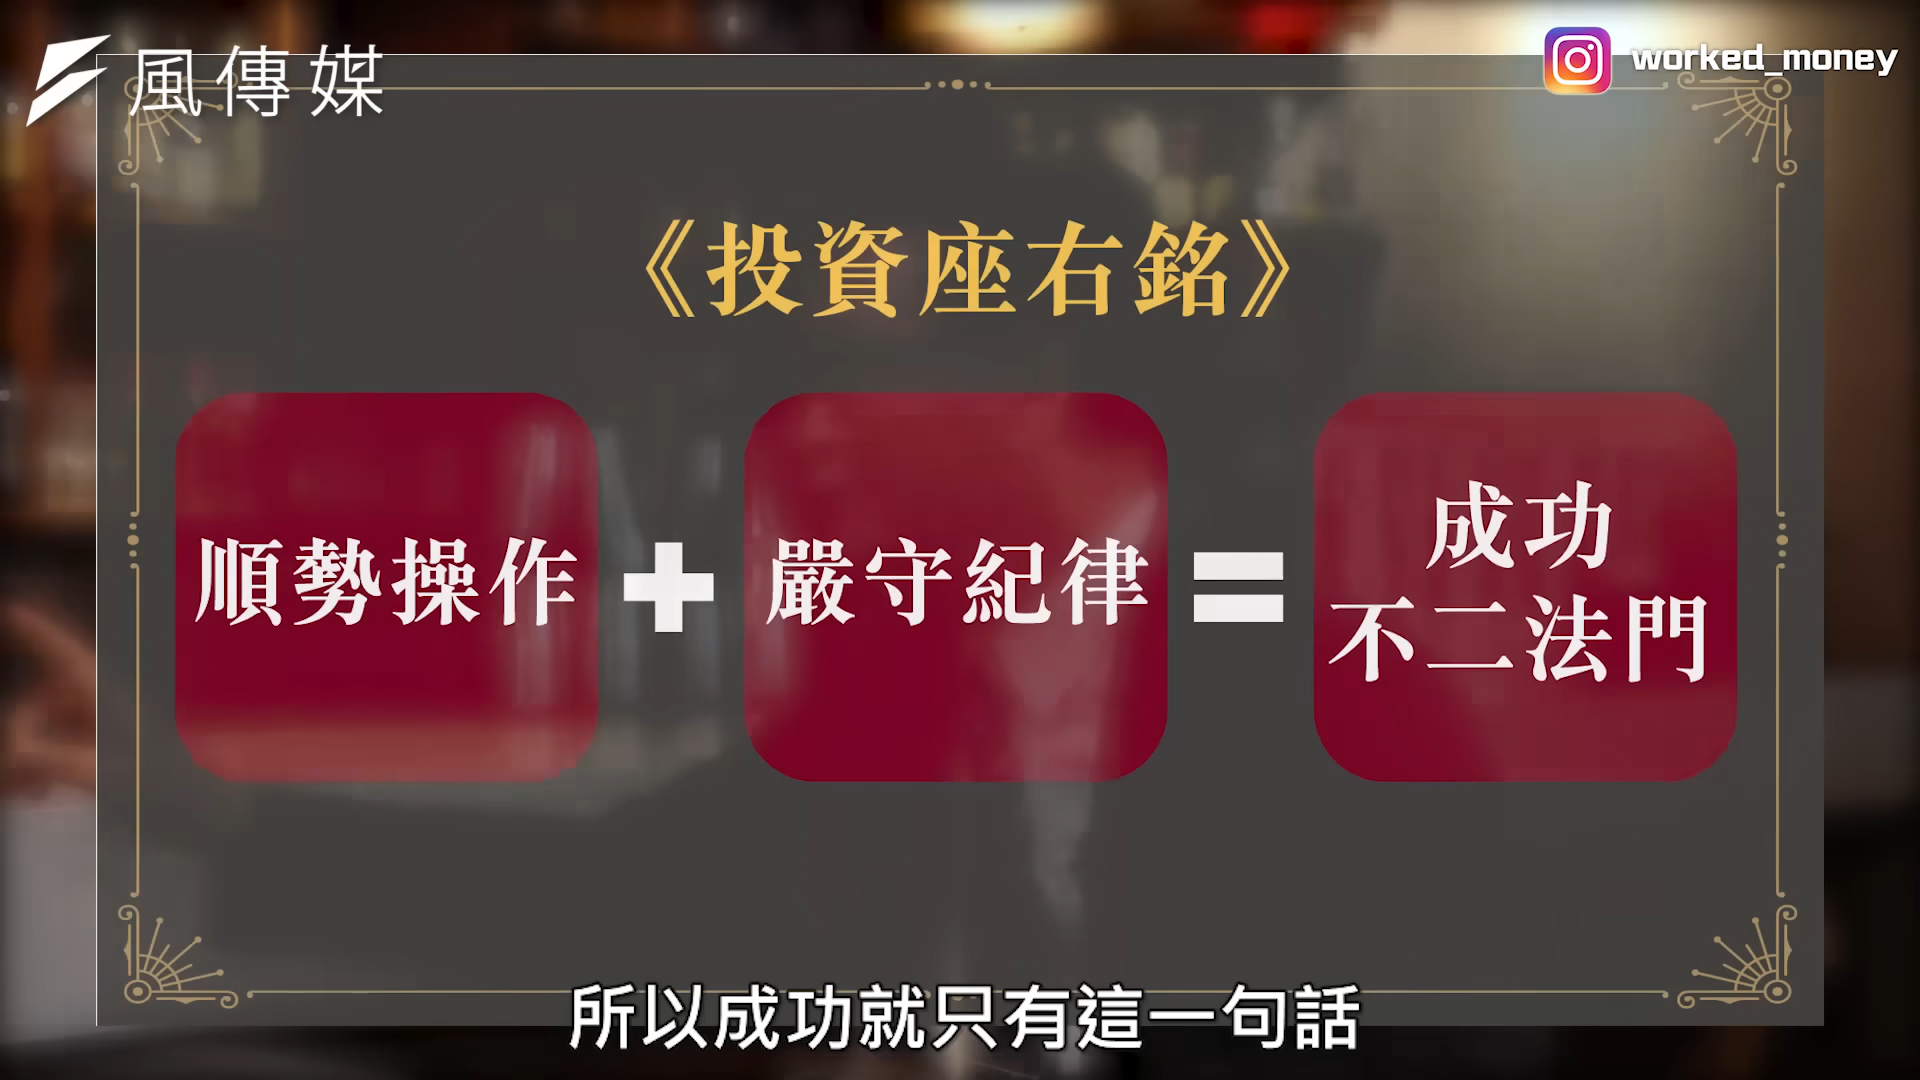 風傳媒
worked_money
《投資座右銘》
順勢操作
+
嚴守紀律
=
成功
不二法門
所以成功就只有這一句話